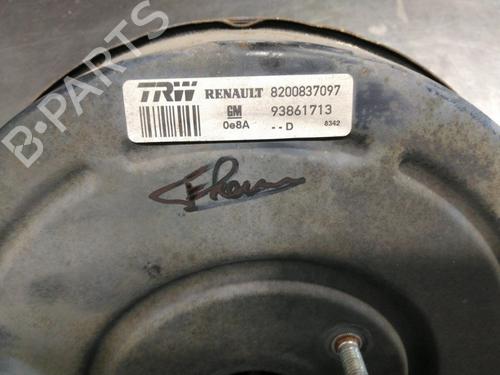 B-PARTS
TRW RENAULT 8200837097
GM 93861713
0e8A -- D 8342